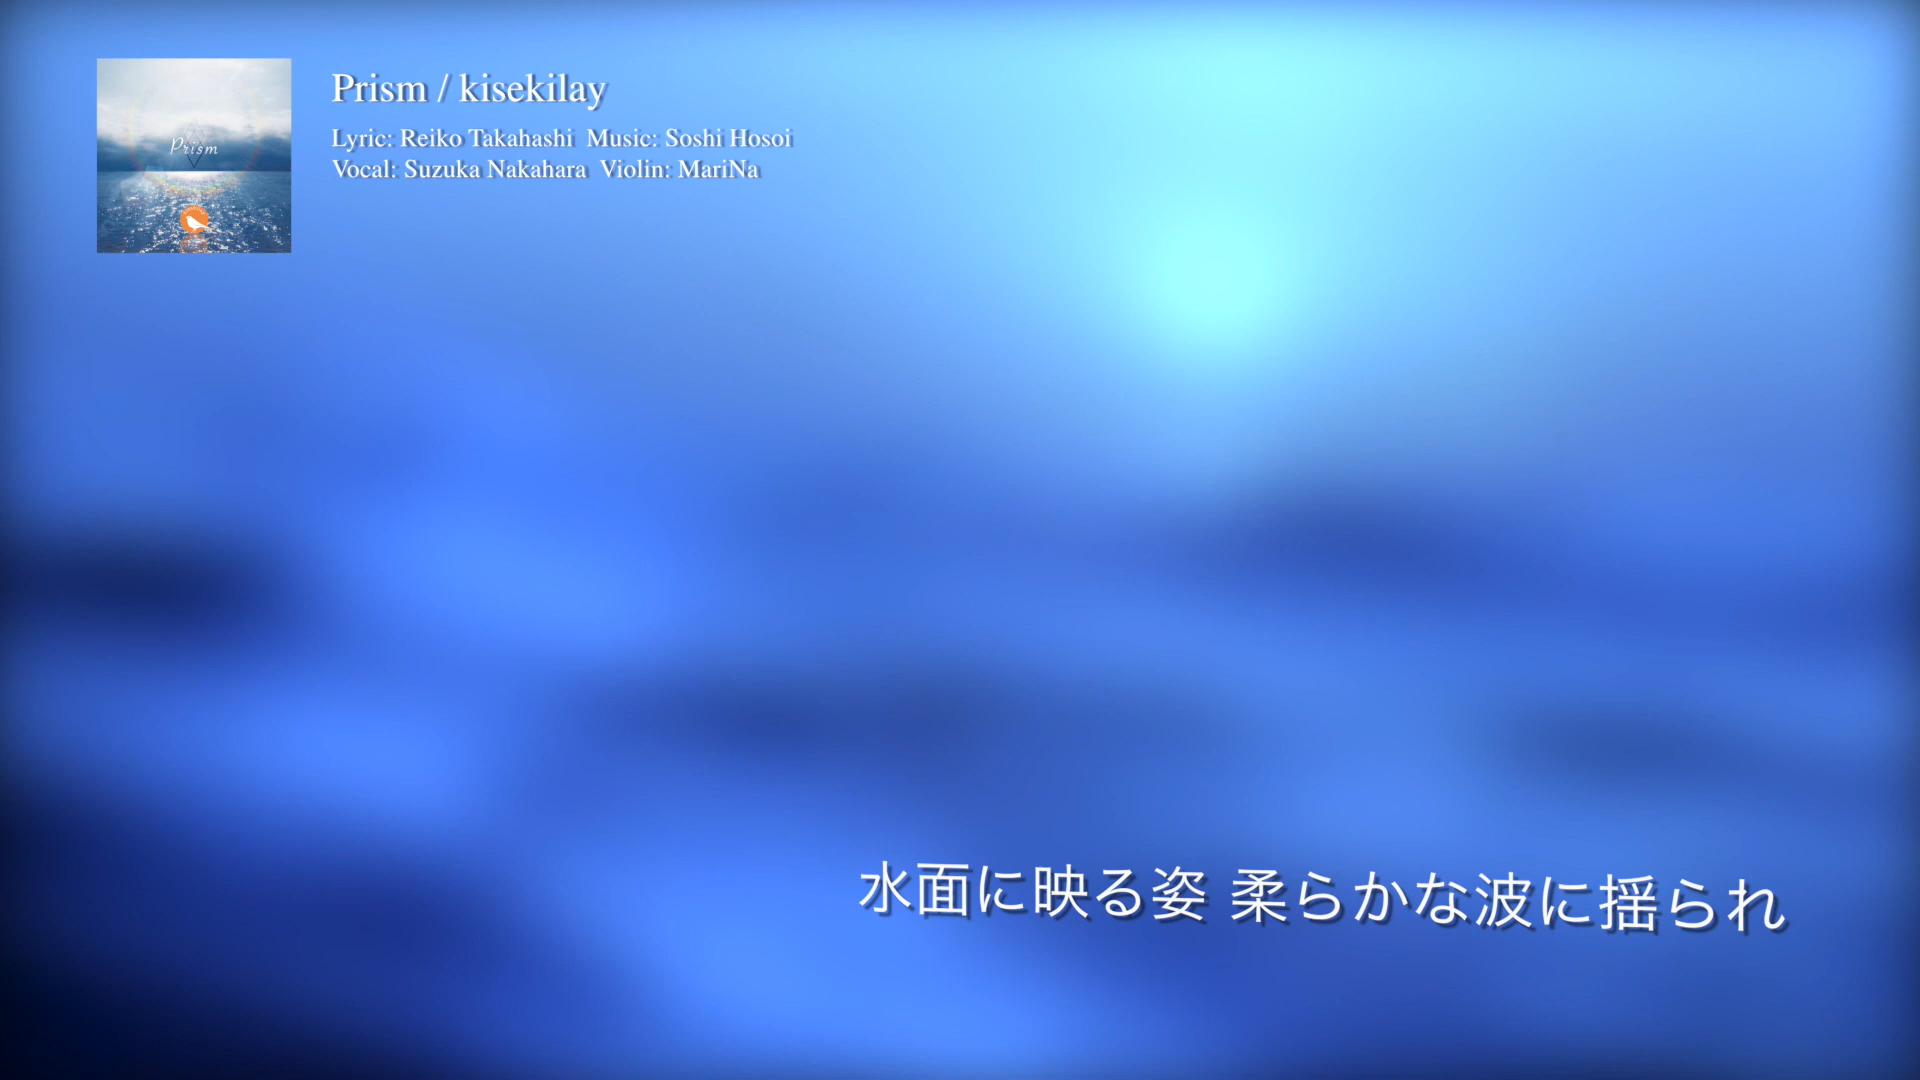 Prism
Prism / kisekilay
Lyric: Reiko Takahashi  Music: Soshi Hosoi
Vocal: Suzuka Nakahara  Violin: MariNa
水面に映る姿 柔らかな波に揺られ